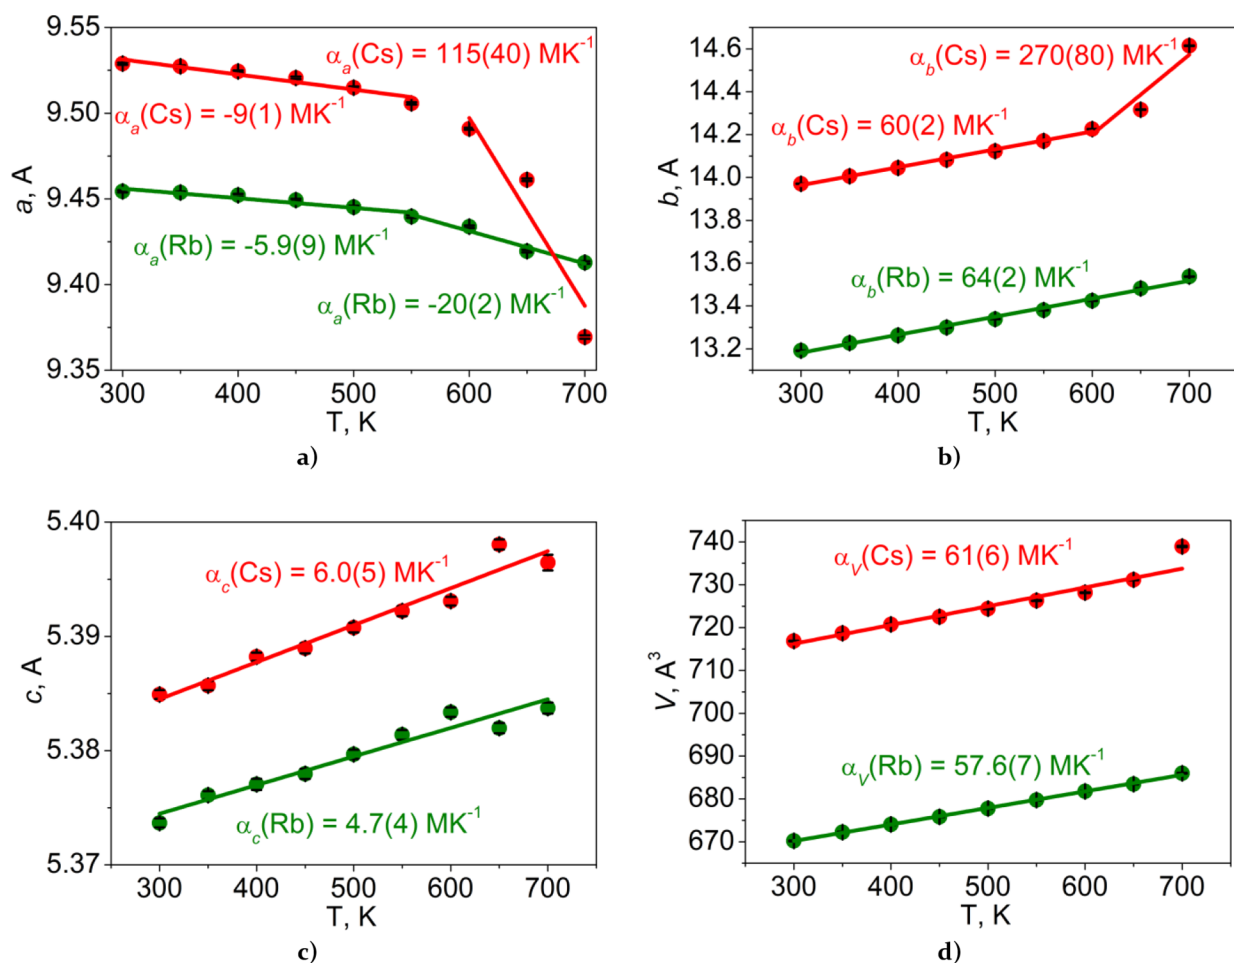 9.55
9.50
9.45
9.40
9.35
a, A
α_a(Cs) = 115(40) MK⁻¹
α_a(Cs) = -9(1) MK⁻¹
α_a(Rb) = -5.9(9) MK⁻¹
α_a(Rb) = -20(2) MK⁻¹
300 400 500 600 700
T, K
a)
14.6
14.4
14.2
14.0
13.8
13.6
13.4
13.2
b, A
α_b(Cs) = 270(80) MK⁻¹
α_b(Cs) = 60(2) MK⁻¹
α_b(Rb) = 64(2) MK⁻¹
300 400 500 600 700
T, K
b)
5.40
5.39
5.38
5.37
c, A
α_c(Cs) = 6.0(5) MK⁻¹
α_c(Rb) = 4.7(4) MK⁻¹
300 400 500 600 700
T, K
c)
740
730
720
710
700
690
680
670
V, A³
α_V(Cs) = 61(6) MK⁻¹
α_V(Rb) = 57.6(7) MK⁻¹
300 400 500 600 700
T, K
d)